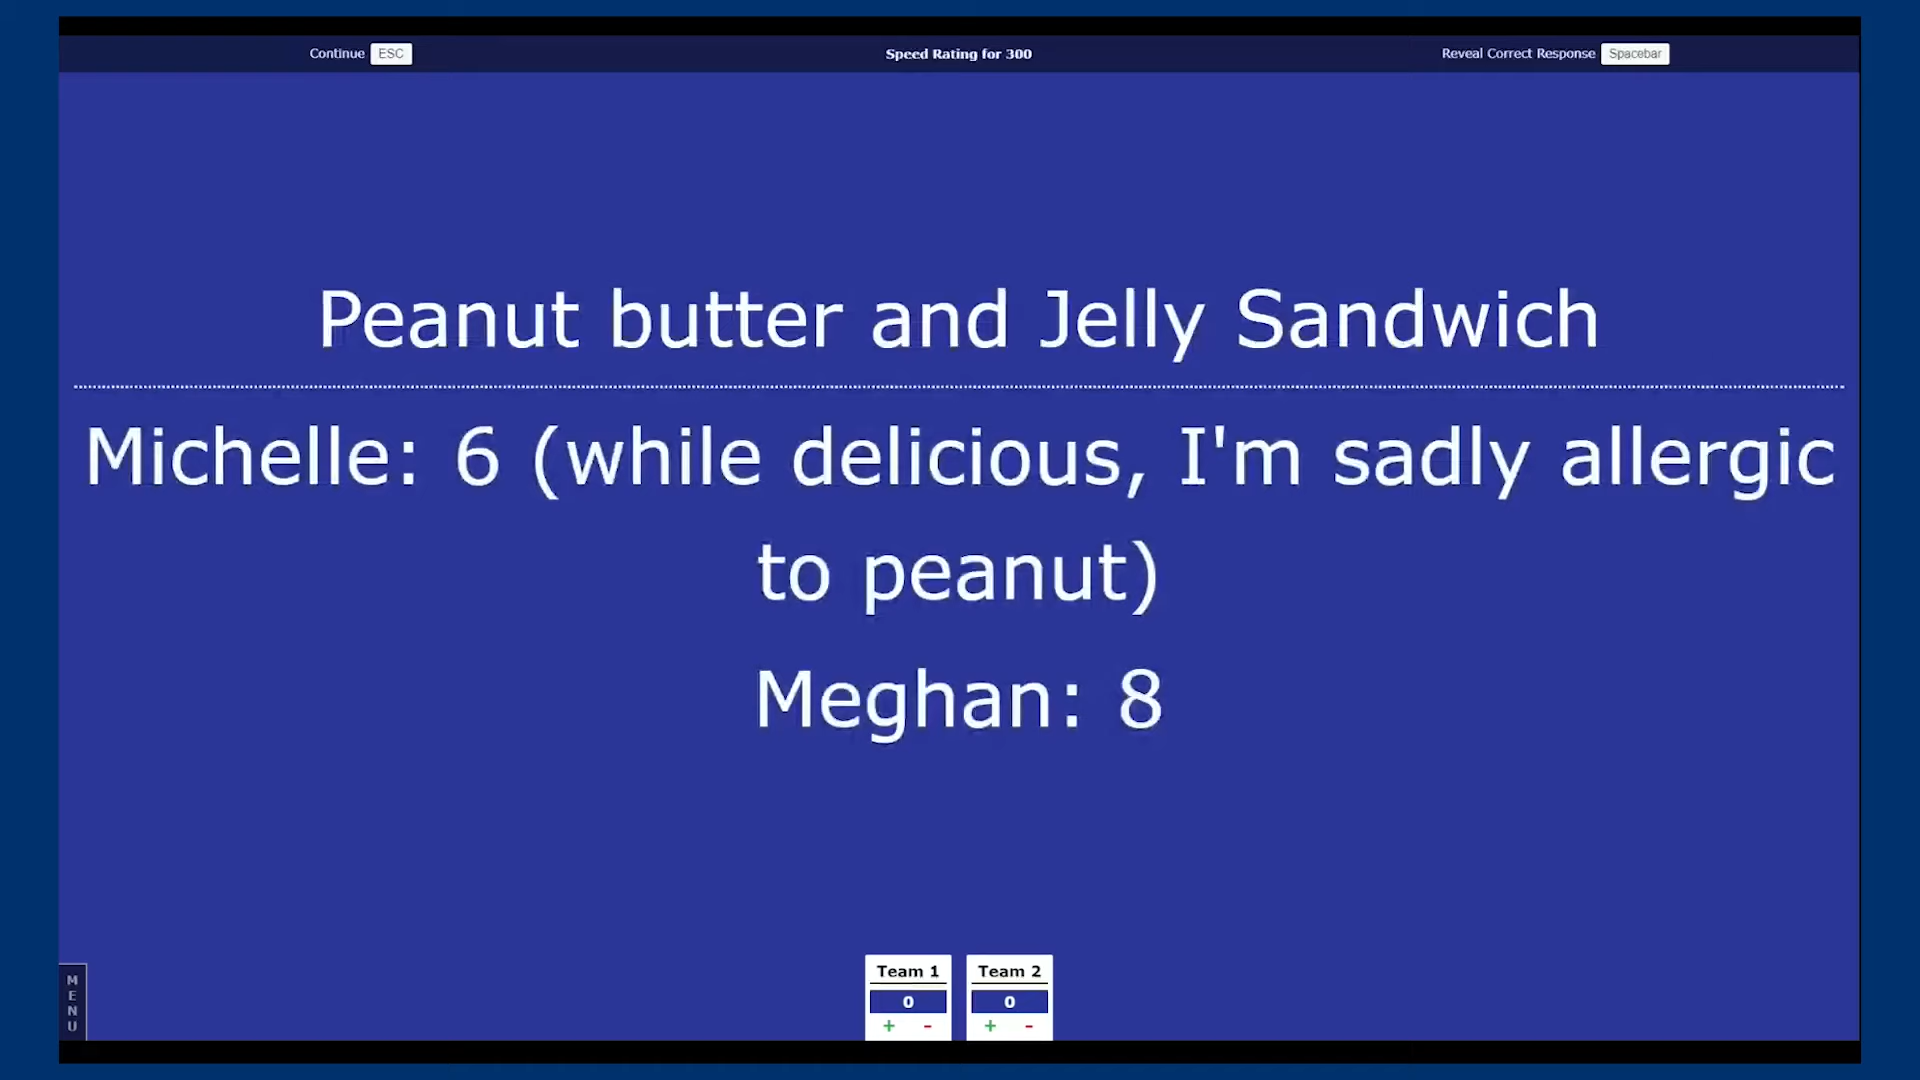 Continue ESC
Speed Rating for 300
Reveal Correct Response Spacebar
Peanut butter and Jelly Sandwich
Michelle: 6 (while delicious, I'm sadly allergic
to peanut)
Meghan: 8
MENU
Team 1
0
+ -
Team 2
0
+ -